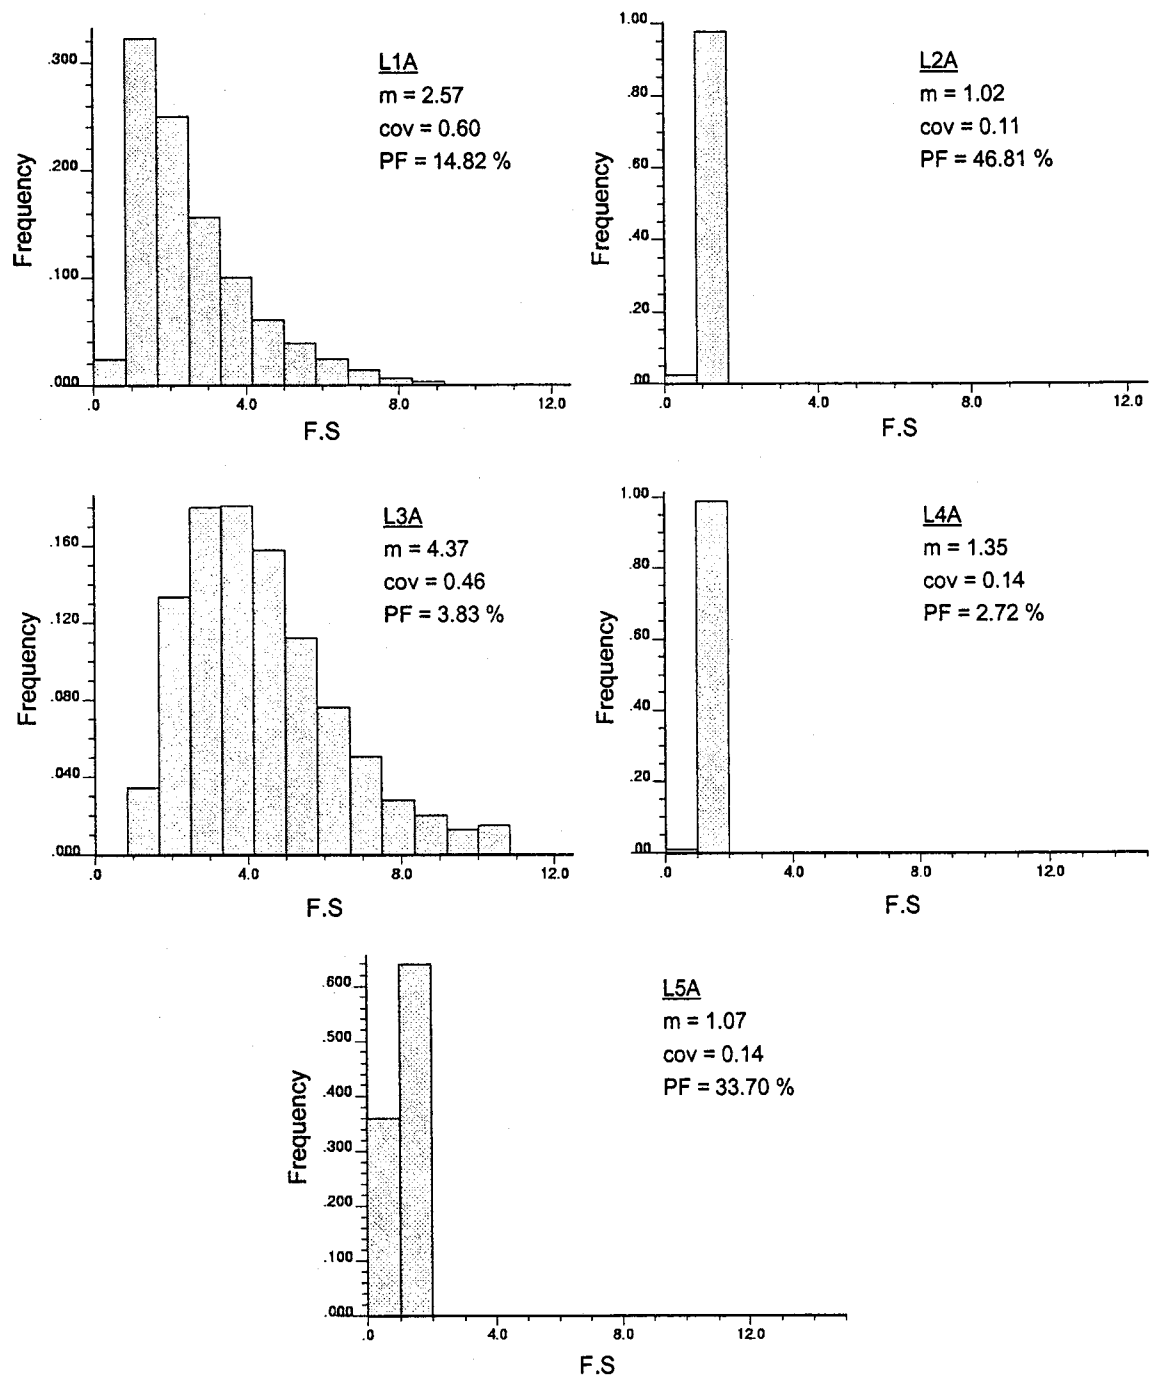 L1A
m = 2.57
cov = 0.60
PF = 14.82 %
Frequency
.300
.200
.100
.000
.0 4.0 8.0 12.0
F.S
L2A
m = 1.02
cov = 0.11
PF = 46.81 %
Frequency
1.00
.80
.60
.40
.20
.00
.0 4.0 8.0 12.0
F.S
L3A
m = 4.37
cov = 0.46
PF = 3.83 %
Frequency
.160
.120
.080
.040
.000
.0 4.0 8.0 12.0
F.S
L4A
m = 1.35
cov = 0.14
PF = 2.72 %
Frequency
1.00
.80
.60
.40
.20
.00
.0 4.0 8.0 12.0
F.S
L5A
m = 1.07
cov = 0.14
PF = 33.70 %
Frequency
.600
.500
.400
.300
.200
.100
.000
.0 4.0 8.0 12.0
F.S